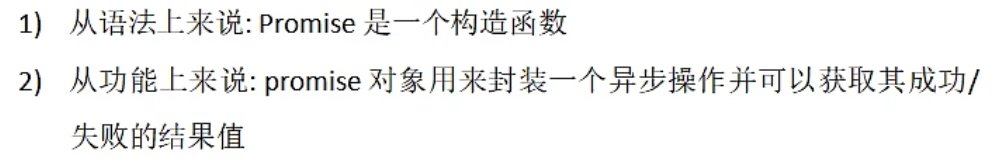 1) 从语法上来说: Promise 是一个构造函数
2) 从功能上来说: promise 对象用来封装一个异步操作并可以获取其成功/
失败的结果值